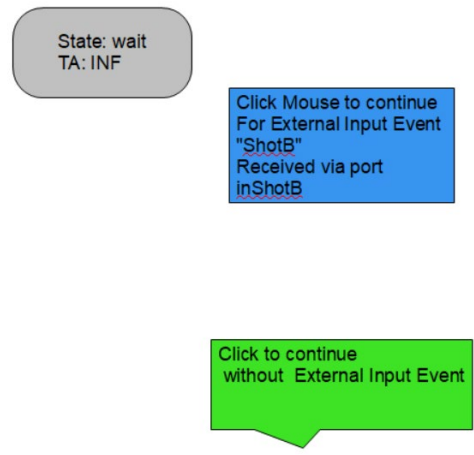 State: wait
TA: INF
Click Mouse to continue
For External Input Event
"ShotB"
Received via port
inShotB
Click to continue
without External Input Event